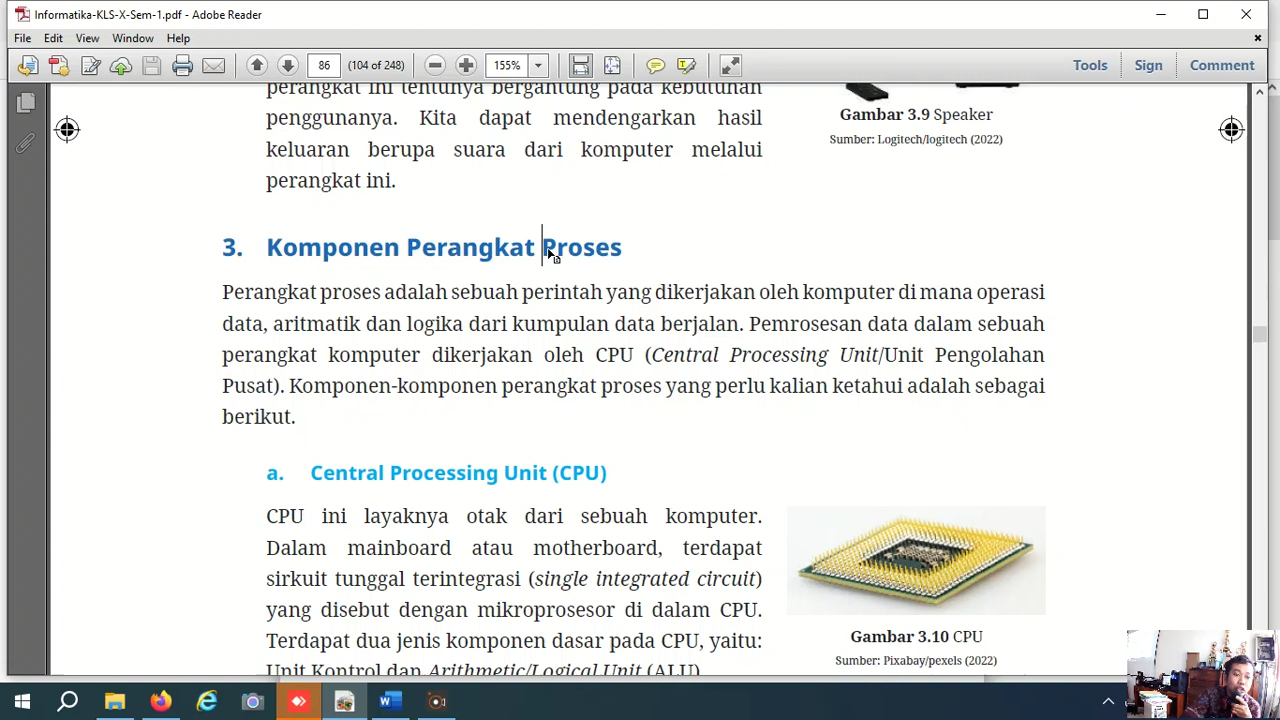 Informatika-KLS-X-Sem-1.pdf - Adobe Reader
File Edit View Window Help
86 (104 of 248) 155% Tools Sign Comment
perangkat ini tentunya bergantung pada kebutuhan
penggunanya. Kita dapat mendengarkan hasil
keluaran berupa suara dari komputer melalui
perangkat ini.
Gambar 3.9 Speaker
Sumber: Logitech/logitech (2022)
3. Komponen Perangkat Proses
Perangkat proses adalah sebuah perintah yang dikerjakan oleh komputer di mana operasi
data, aritmatik dan logika dari kumpulan data berjalan. Pemrosesan data dalam sebuah
perangkat komputer dikerjakan oleh CPU (Central Processing Unit/Unit Pengolahan
Pusat). Komponen-komponen perangkat proses yang perlu kalian ketahui adalah sebagai
berikut.
a. Central Processing Unit (CPU)
CPU ini layaknya otak dari sebuah komputer.
Dalam mainboard atau motherboard, terdapat
sirkuit tunggal terintegrasi (single integrated circuit)
yang disebut dengan mikroprosesor di dalam CPU.
Terdapat dua jenis komponen dasar pada CPU, yaitu:
Unit Kontrol dan Arithmetic/Logical Unit (ALU)
Gambar 3.10 CPU
Sumber: Pixabay/pexels (2022)